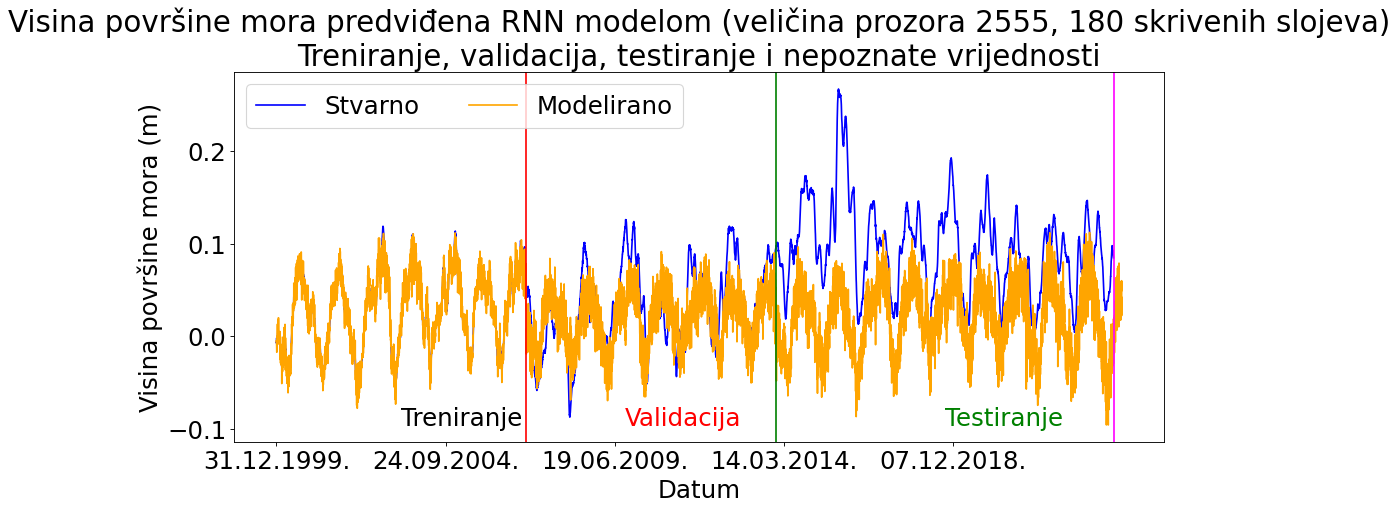 Visina površine mora predviđena RNN modelom (veličina prozora 2555, 180 skrivenih slojeva)
Treniranje, validacija, testiranje i nepoznate vrijednosti
Stvarno
Modelirano
Visina površine mora (m)
0.2
0.1
0.0
−0.1
Treniranje
Validacija
Testiranje
31.12.1999.
24.09.2004.
19.06.2009.
14.03.2014.
07.12.2018.
Datum